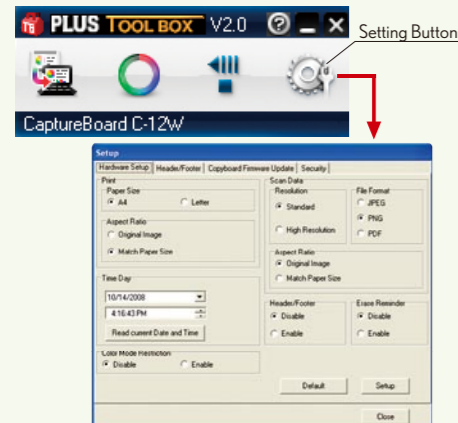 TB PLUS TOOL BOX V2.0
Setting Button
CaptureBoard C-12W
Setup
Hardware Setup Header/Footer Copyboard Firmware Update Security
Print
Paper Size
A4 Letter
Aspect Ratio
Original Image
Match Paper Size
Time Day
10/14/2008
4:16:43 PM
Read current Date and Time
Color Mode Restriction
Disable Enable
Scan Data
Resolution
Standard
High Resolution
File Format
JPEG
PNG
PDF
Aspect Ratio
Original Image
Match Paper Size
Header/Footer
Disable
Enable
Erase Reminder
Disable
Enable
Default Setup
Close